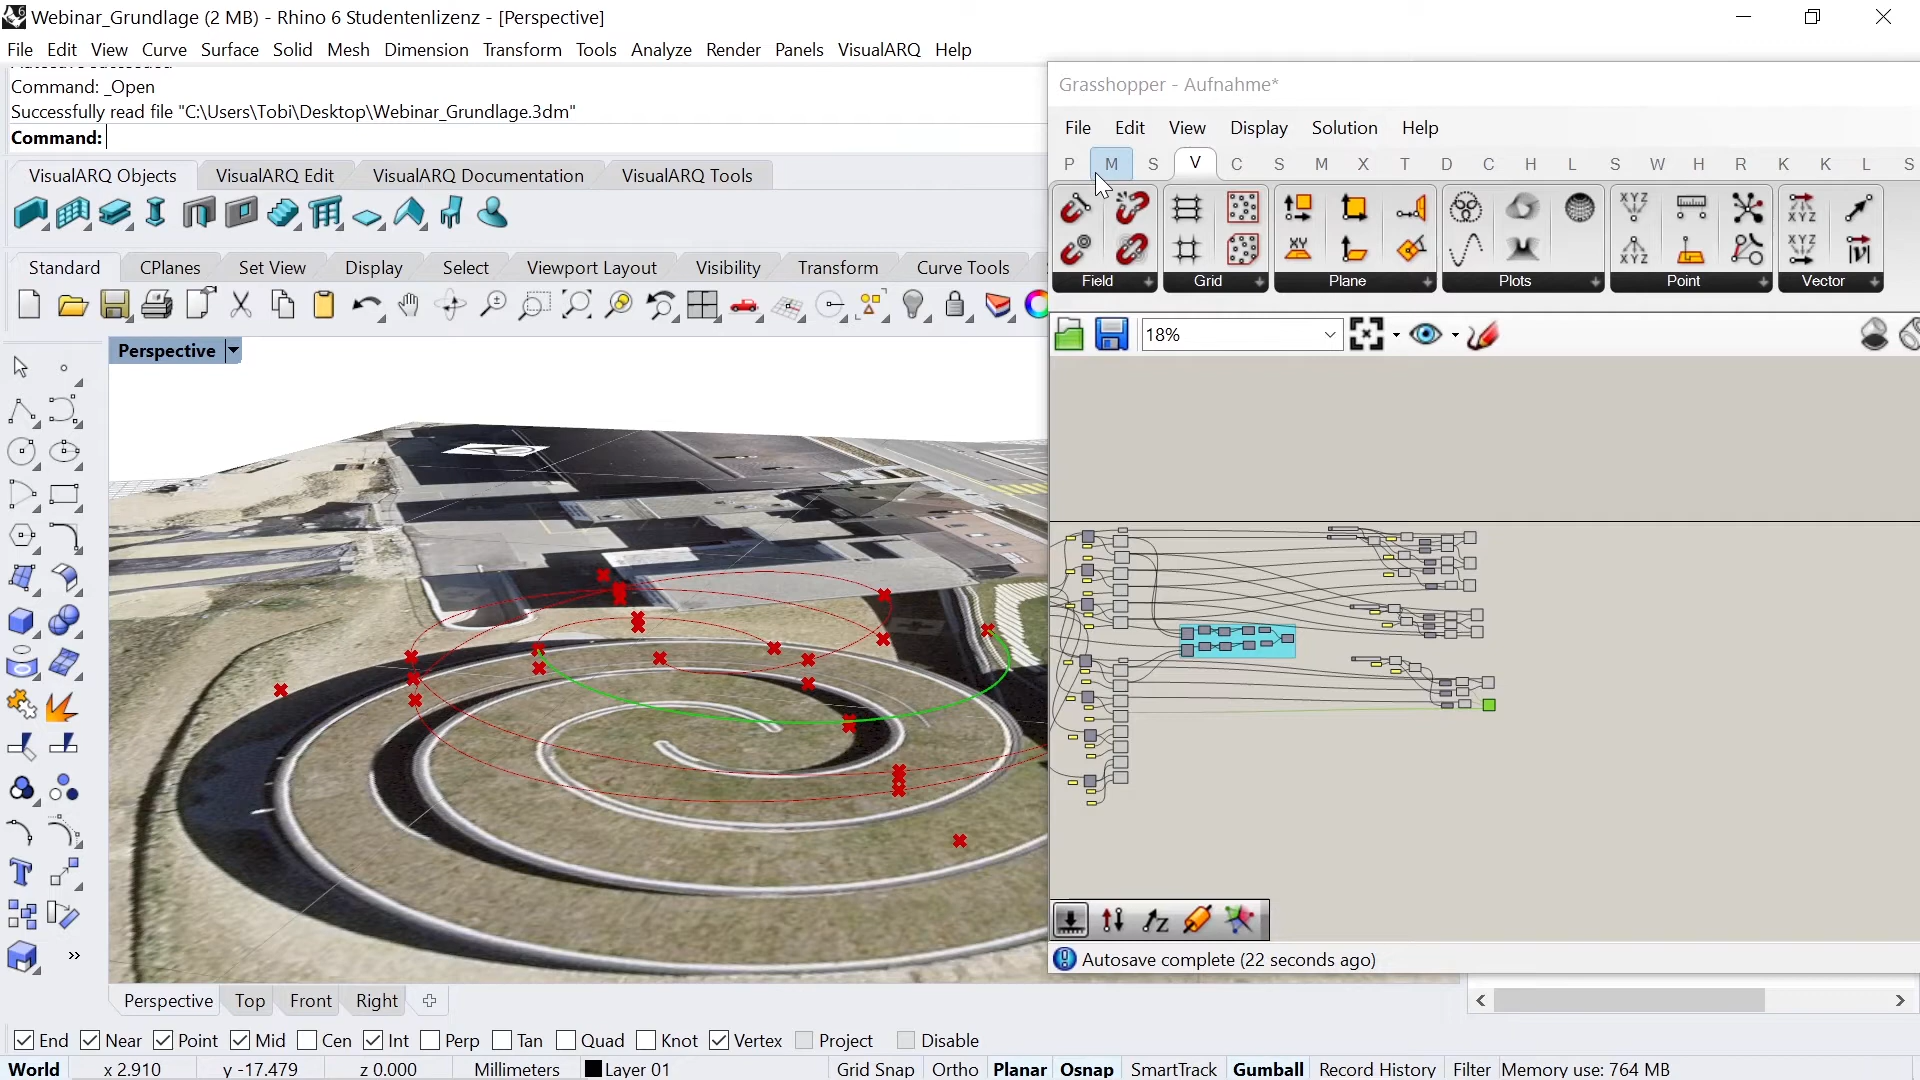 Webinar_Grundlage (2 MB) - Rhino 6 Studentenlizenz - [Perspective]
File Edit View Curve Surface Solid Mesh Dimension Transform Tools Analyze Render Panels VisualARQ Help
Command: _Open
Successfully read file "C:\Users\Tobi\Desktop\Webinar_Grundlage.3dm"
Command:
VisualARQ Objects VisualARQ Edit VisualARQ Documentation VisualARQ Tools
Standard CPlanes Set View Display Select Viewport Layout Visibility Transform Curve Tools
Perspective
Grasshopper - Aufnahme*
File Edit View Display Solution Help
P M S V C S M X T D C H L S W H R K K L S
Field Grid Plane Plots Point Vector
18%
Autosave complete (22 seconds ago)
Perspective Top Front Right
End Near Point Mid Cen Int Perp Tan Quad Knot Vertex Project Disable
World x 2.910 y -17.479 z 0.000 Millimeters Layer 01 Grid Snap Ortho Planar Osnap SmartTrack Gumball Record History Filter Memory use: 764 MB